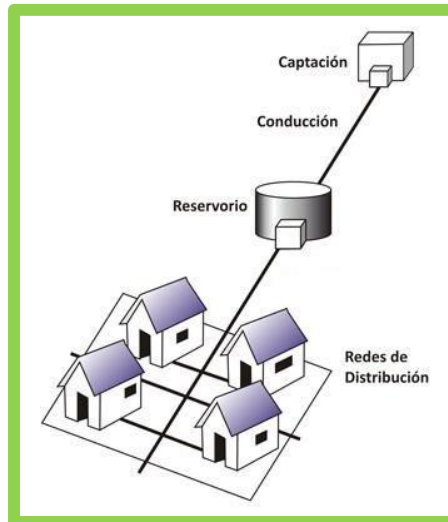 Captación
Conducción
Reservorio
Redes de
Distribución